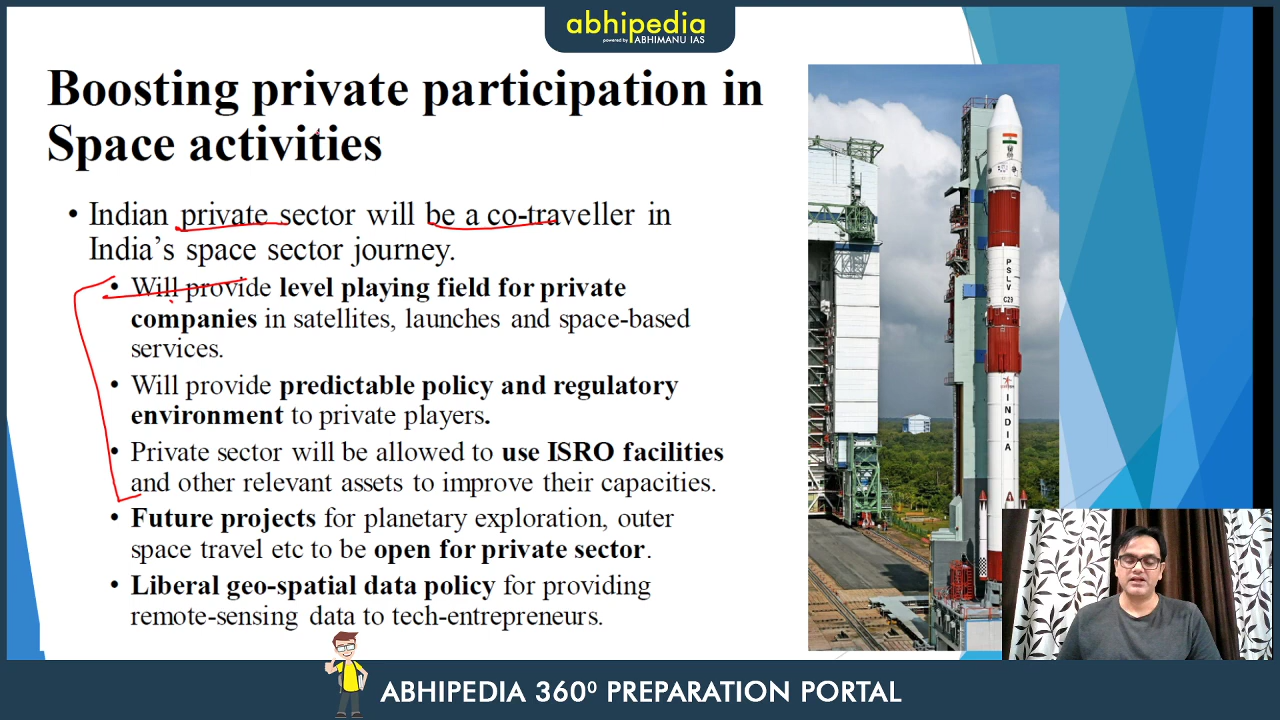 abhipedia
powered by ABHIMANU IAS
Boosting private participation in
Space activities
• Indian private sector will be a co-traveller in
India’s space sector journey.
• Will provide level playing field for private
companies in satellites, launches and space-based
services.
• Will provide predictable policy and regulatory
environment to private players.
• Private sector will be allowed to use ISRO facilities
and other relevant assets to improve their capacities.
• Future projects for planetary exploration, outer
space travel etc to be open for private sector.
• Liberal geo-spatial data policy for providing
remote-sensing data to tech-entrepreneurs.
PSLV
C29
INDIA
ABHIPEDIA 360⁰ PREPARATION PORTAL